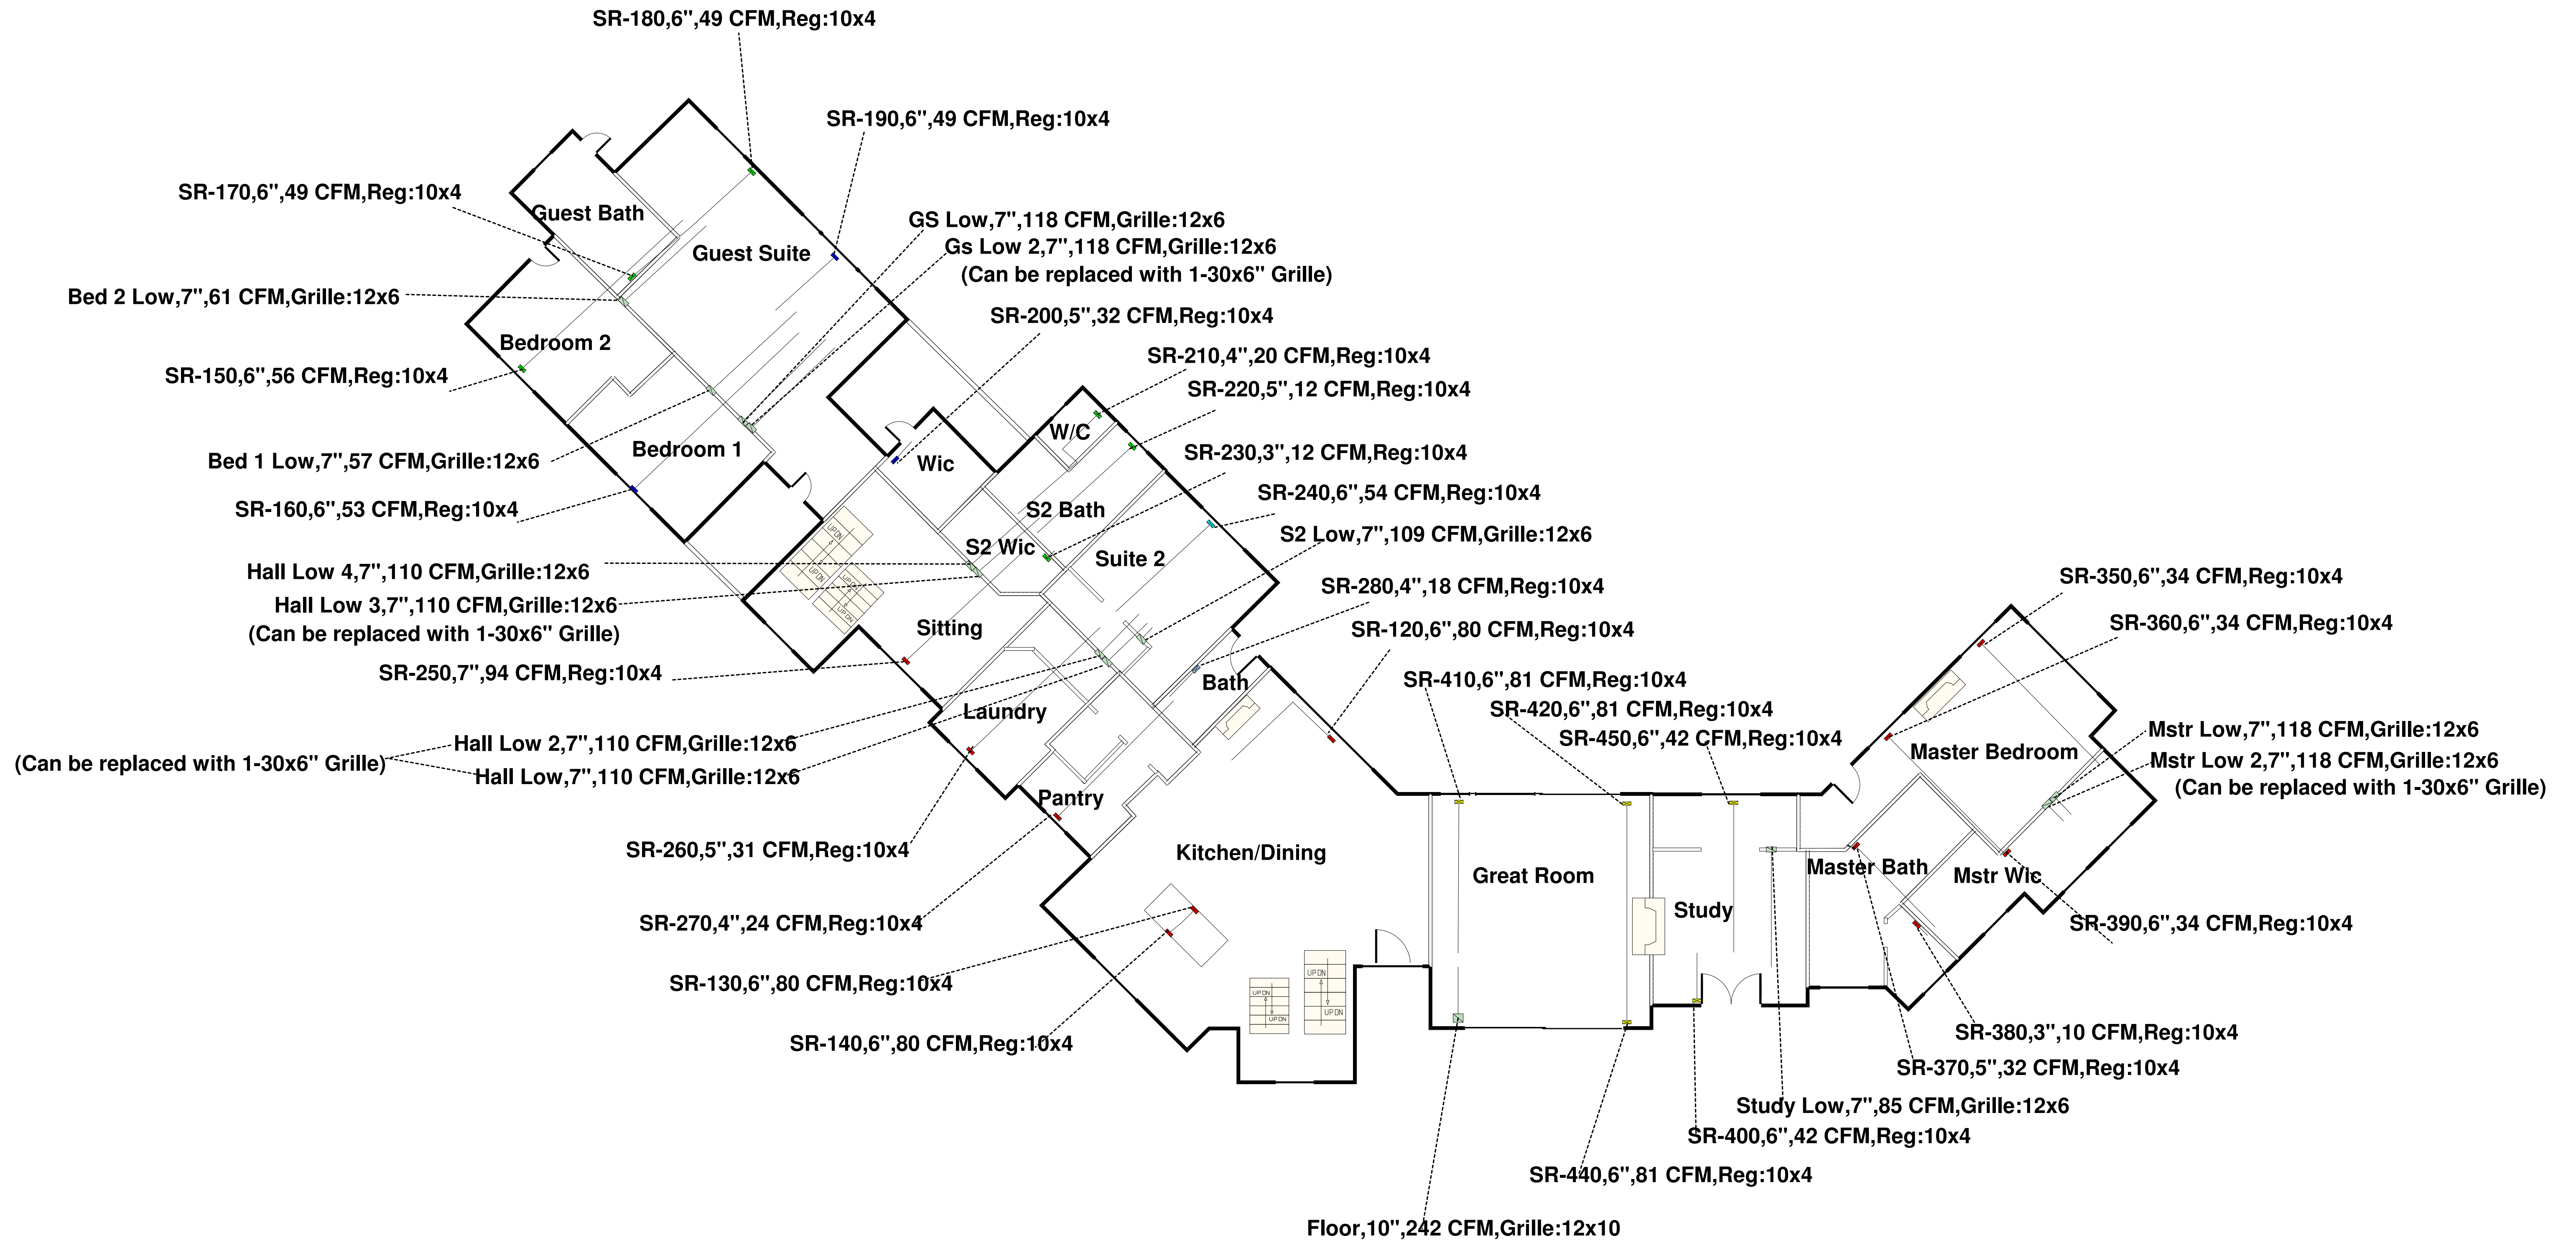 SR-180,6",49 CFM,Reg:10x4
SR-190,6",49 CFM,Reg:10x4
SR-170,6",49 CFM,Reg:10x4
Guest Bath
GS Low,7",118 CFM,Grille:12x6
Gs Low 2,7",118 CFM,Grille:12x6
(Can be replaced with 1-30x6" Grille)
Guest Suite
Bed 2 Low,7",61 CFM,Grille:12x6
SR-200,5",32 CFM,Reg:10x4
Bedroom 2
SR-210,4",20 CFM,Reg:10x4
SR-150,6",56 CFM,Reg:10x4
SR-220,5",12 CFM,Reg:10x4
W/C
Bedroom 1
SR-230,3",12 CFM,Reg:10x4
Bed 1 Low,7",57 CFM,Grille:12x6
Wic
SR-240,6",54 CFM,Reg:10x4
SR-160,6",53 CFM,Reg:10x4
S2 Bath
UP DN
S2 Low,7",109 CFM,Grille:12x6
S2 Wic
Suite 2
Hall Low 4,7",110 CFM,Grille:12x6
UP DN
UP DN
SR-350,6",34 CFM,Reg:10x4
SR-280,4",18 CFM,Reg:10x4
Hall Low 3,7",110 CFM,Grille:12x6
UP DN
(Can be replaced with 1-30x6" Grille)
Sitting
SR-120,6",80 CFM,Reg:10x4
SR-360,6",34 CFM,Reg:10x4
SR-250,7",94 CFM,Reg:10x4
SR-410,6",81 CFM,Reg:10x4
Bath
SR-420,6",81 CFM,Reg:10x4
Laundry
SR-450,6",42 CFM,Reg:10x4
Mstr Low,7",118 CFM,Grille:12x6
Hall Low 2,7",110 CFM,Grille:12x6
Master Bedroom
Mstr Low 2,7",118 CFM,Grille:12x6
(Can be replaced with 1-30x6" Grille)
Hall Low,7",110 CFM,Grille:12x6
(Can be replaced with 1-30x6" Grille)
Pantry
SR-260,5",31 CFM,Reg:10x4
Kitchen/Dining
Great Room
Master Bath
Mstr Wic
Study
SR-270,4",24 CFM,Reg:10x4
SR-390,6",34 CFM,Reg:10x4
UP DN
SR-130,6",80 CFM,Reg:10x4
UP DN
UP DN
UP DN
SR-140,6",80 CFM,Reg:10x4
SR-380,3",10 CFM,Reg:10x4
SR-370,5",32 CFM,Reg:10x4
Study Low,7",85 CFM,Grille:12x6
SR-400,6",42 CFM,Reg:10x4
SR-440,6",81 CFM,Reg:10x4
Floor,10",242 CFM,Grille:12x10